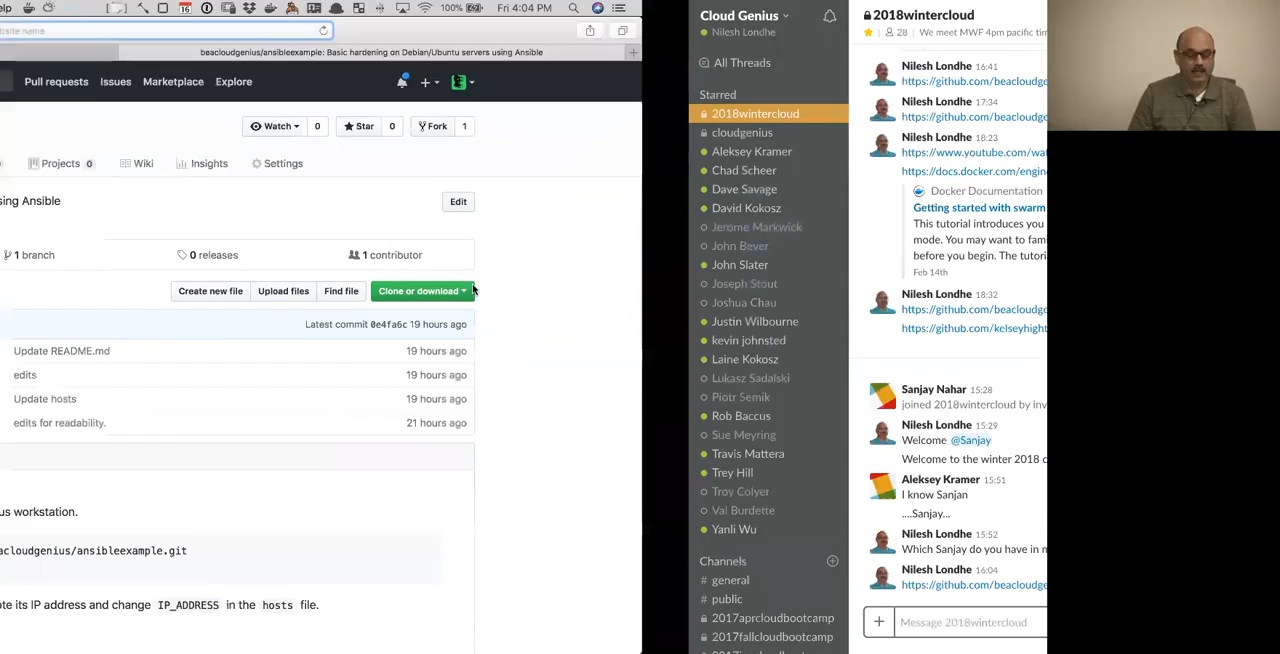 elp
16
100%
Fri 4:04 PM
bsite name
beacloudgenius/ansibleexample: Basic hardening on Debian/Ubuntu servers using Ansible
Pull requests
Issues
Marketplace
Explore
Watch
0
Star
0
Fork
1
Projects 0
Wiki
Insights
Settings
sing Ansible
Edit
1 branch
0 releases
1 contributor
Create new file
Upload files
Find file
Clone or download
Latest commit 0e4fa6c 19 hours ago
Update README.md
19 hours ago
edits
19 hours ago
Update hosts
19 hours ago
edits for readability.
21 hours ago
us workstation.
acloudgenius/ansibleexample.git
ote its IP address and change IP_ADDRESS in the hosts file.
Cloud Genius
Nilesh Londhe
All Threads
Starred
2018wintercloud
cloudgenius
Aleksey Kramer
Chad Scheer
Dave Savage
David Kokosz
Jerome Markwick
John Bever
John Slater
Joseph Stout
Joshua Chau
Justin Wilbourne
kevin johnsted
Laine Kokosz
Lukasz Sadalski
Piotr Semik
Rob Baccus
Sue Meyring
Travis Mattera
Trey Hill
Troy Colyer
Val Burdette
Yanli Wu
Channels
# general
# public
2017aprcloudbootcamp
2017fallcloudbootcamp
2018wintercloud
28
We meet MWF 4pm pacific tim
Nilesh Londhe 16:41
https://github.com/beacloudge
Nilesh Londhe 17:34
https://github.com/beacloudge
Nilesh Londhe 18:23
https://www.youtube.com/wat
https://docs.docker.com/engin
Docker Documentation
Getting started with swarm
This tutorial introduces you
mode. You may want to fam
before you begin. The tutori
Feb 14th
Nilesh Londhe 18:32
https://github.com/beacloudge
https://github.com/kelseyhight
Sanjay Nahar 15:28
joined 2018wintercloud by inv
Nilesh Londhe 15:29
Welcome @Sanjay
Welcome to the winter 2018 c
Aleksey Kramer 15:51
I know Sanjan
....Sanjay...
Nilesh Londhe 15:52
Which Sanjay do you have in m
Nilesh Londhe 16:04
https://github.com/beacloudge
Message 2018wintercloud